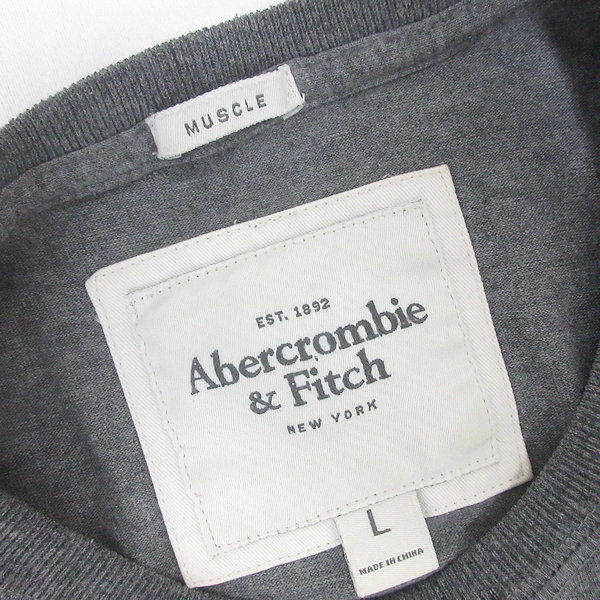 MUSCLE
EST. 1892
Abercrombie
& Fitch
NEW YORK
L
MADE IN CHINA